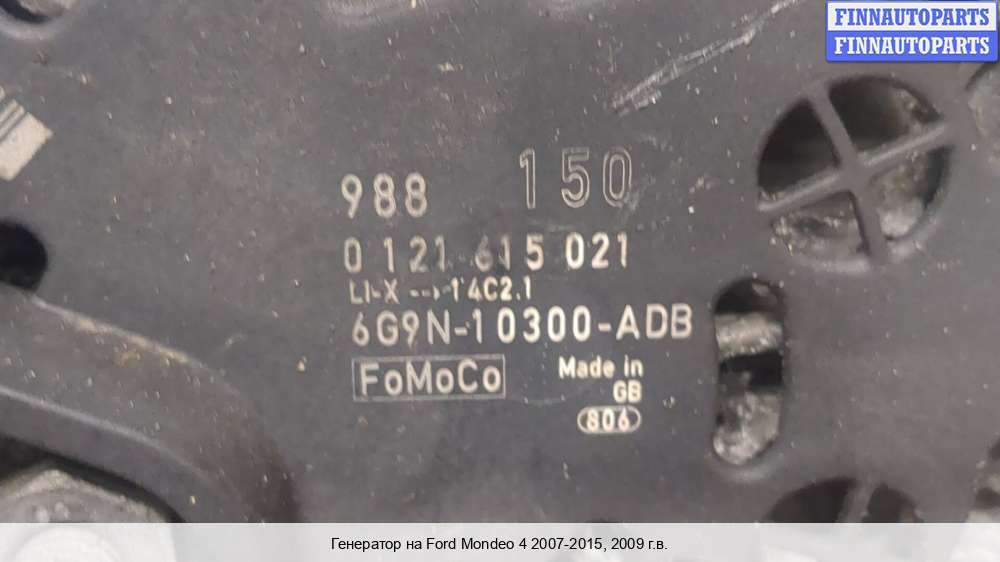 FINNAUTOPARTS
FINNAUTOPARTS
988 150
0 121 615 021
LI-X --→ 14C2.1
6G9N-10300-ADB
FoMoCo
Made in
GB
806
Генератор на Ford Mondeo 4 2007-2015, 2009 г.в.